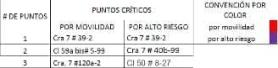 # DE PUNTOS
PUNTOS CRÍTICOS
CONVENCIÓN POR COLOR
POR MOVILIDAD POR ALTO RIESGO
por movilidad
por alto riesgo
1 Cra 7 # 39-2 Cra 7 # 39-2
2 Cl 59a bis# 5-99 Cra 7 # 40b-99
3 Cra. 7 #120a-2 Cl 50 # 8-27